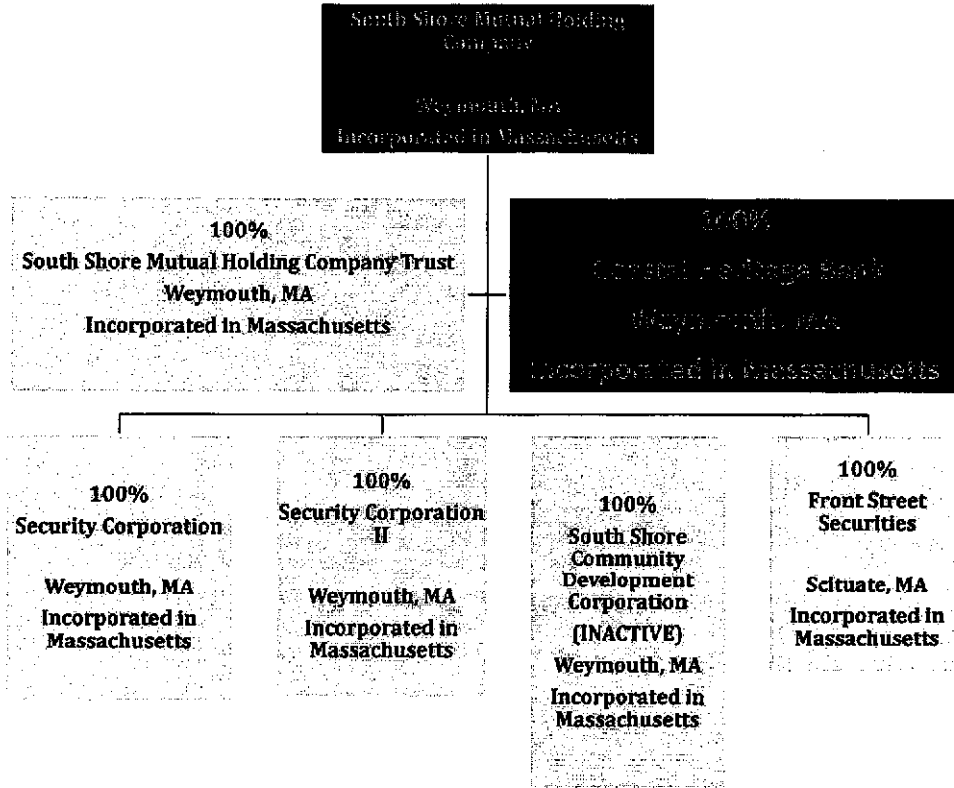 South Shore Mutual Holding
Company
Weymouth, MA
Incorporated in Massachusetts
100%
South Shore Mutual Holding Company Trust
Weymouth, MA
Incorporated in Massachusetts
100%
Coastal Heritage Bank
Weymouth, MA
Incorporated in Massachusetts
100%
Security Corporation
Weymouth, MA
Incorporated in
Massachusetts
100%
Security Corporation
II
Weymouth, MA
Incorporated in
Massachusetts
100%
South Shore
Community
Development
Corporation
(INACTIVE)
Weymouth, MA
Incorporated in
Massachusetts
100%
Front Street
Securities
Scituate, MA
Incorporated in
Massachusetts